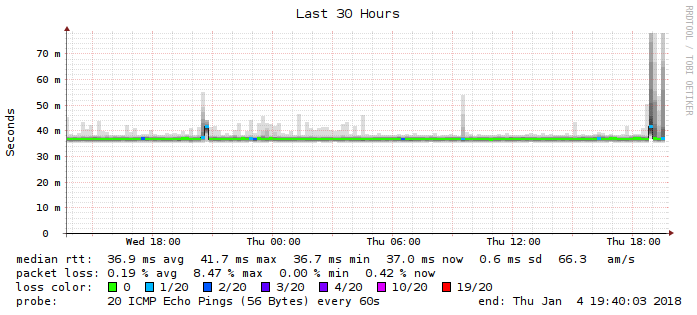 Last 30 Hours
RRDTOOL / TOBI OETIKER
Seconds
70 m
60 m
50 m
40 m
30 m
20 m
10 m
0
Wed 18:00 Thu 00:00 Thu 06:00 Thu 12:00 Thu 18:00
median rtt: 36.9 ms avg 41.7 ms max 36.7 ms min 37.0 ms now 0.6 ms sd 66.3 am/s
packet loss: 0.19 % avg 8.47 % max 0.00 % min 0.42 % now
loss color: 0 1/20 2/20 3/20 4/20 10/20 19/20
probe: 20 ICMP Echo Pings (56 Bytes) every 60s end: Thu Jan 4 19:40:03 2018